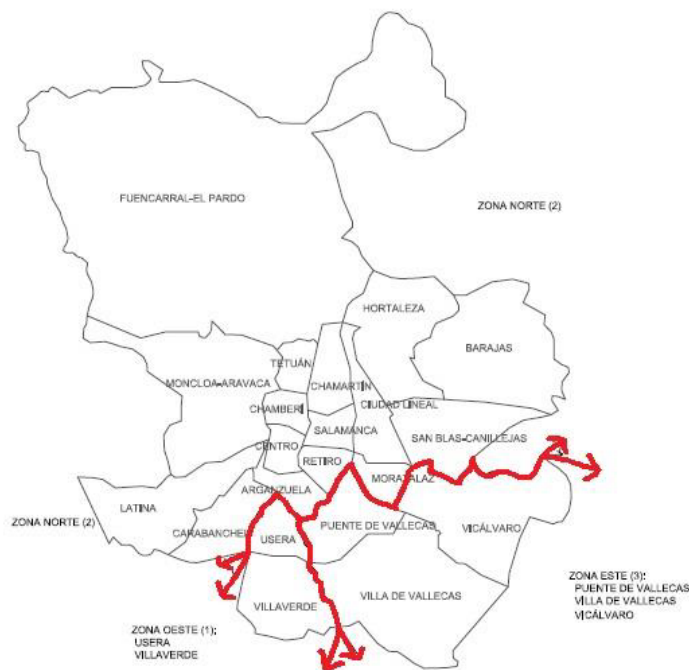 FUENCARRAL-EL PARDO
ZONA NORTE (2)
HORTALEZA
BARAJAS
TETUÁN
MONCLOA-ARAVACA
CHAMARTÍN
CHAMBERÍ
CIUDAD LINEAL
SALAMANCA
SAN BLAS-CANILLEJAS
CENTRO
RETIRO
MORATALAZ
ARGANZUELA
LATINA
ZONA NORTE (2)
CARABANCHEL
USERA
PUENTE DE VALLECAS
VICÁLVARO
VILLAVERDE
VILLA DE VALLECAS
ZONA ESTE (3):
PUENTE DE VALLECAS
VILLA DE VALLECAS
VICÁLVARO
ZONA OESTE (1):
USERA
VILLAVERDE